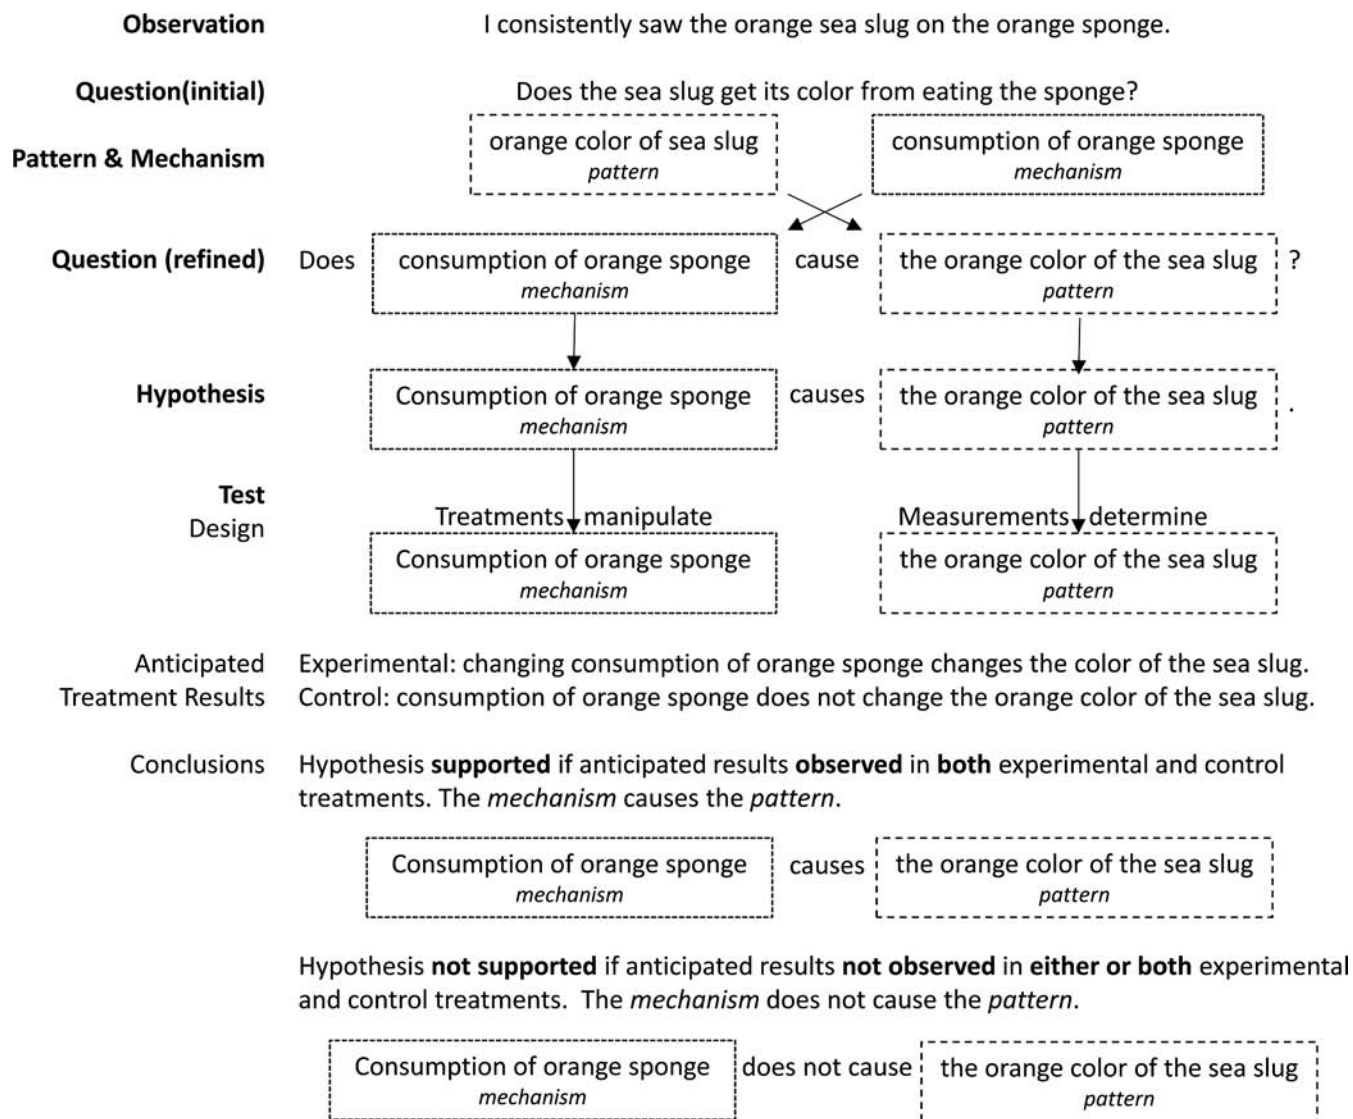 Observation I consistently saw the orange sea slug on the orange sponge.
Question(initial) Does the sea slug get its color from eating the sponge?
Pattern & Mechanism orange color of sea slug consumption of orange sponge
pattern mechanism
Question (refined) Does consumption of orange sponge cause the orange color of the sea slug ?
mechanism pattern
Hypothesis Consumption of orange sponge causes the orange color of the sea slug .
mechanism pattern
Test
Design Treatments manipulate Measurements determine
Consumption of orange sponge the orange color of the sea slug
mechanism pattern
Anticipated Experimental: changing consumption of orange sponge changes the color of the sea slug.
Treatment Results Control: consumption of orange sponge does not change the orange color of the sea slug.
Conclusions Hypothesis supported if anticipated results observed in both experimental and control
treatments. The mechanism causes the pattern.
Consumption of orange sponge causes the orange color of the sea slug
mechanism pattern
Hypothesis not supported if anticipated results not observed in either or both experimental
and control treatments. The mechanism does not cause the pattern.
Consumption of orange sponge does not cause the orange color of the sea slug
mechanism pattern